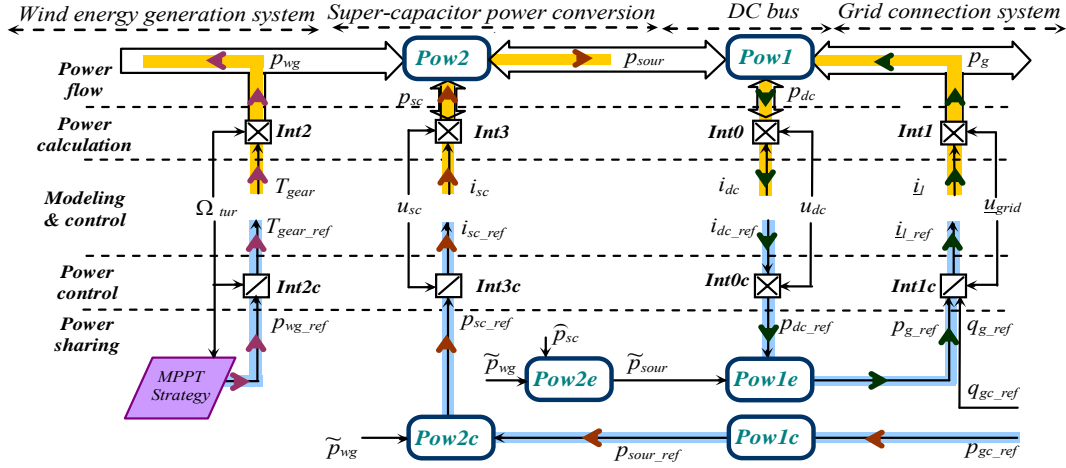 Wind energy generation system
Super-capacitor power conversion
DC bus
Grid connection system
Power
flow
p_wg
Pow2
p_sour
Pow1
p_g
p_sc
p_dc
Power
calculation
Int2
Int3
Int0
Int1
Modeling
& control
T_gear
i_sc
i_dc
i_l
Ω_tur
u_sc
u_dc
u_grid
T_gear_ref
i_sc_ref
i_dc_ref
i_l_ref
Power
control
Int2c
Int3c
Int0c
Int1c
Power
sharing
p_wg_ref
p_sc_ref
p_dc_ref
p_g_ref
q_g_ref
p̂_sc
MPPT
Strategy
p̃_wg
Pow2e
p̃_sour
Pow1e
q_gc_ref
p̃_wg
Pow2c
p_sour_ref
Pow1c
p_gc_ref